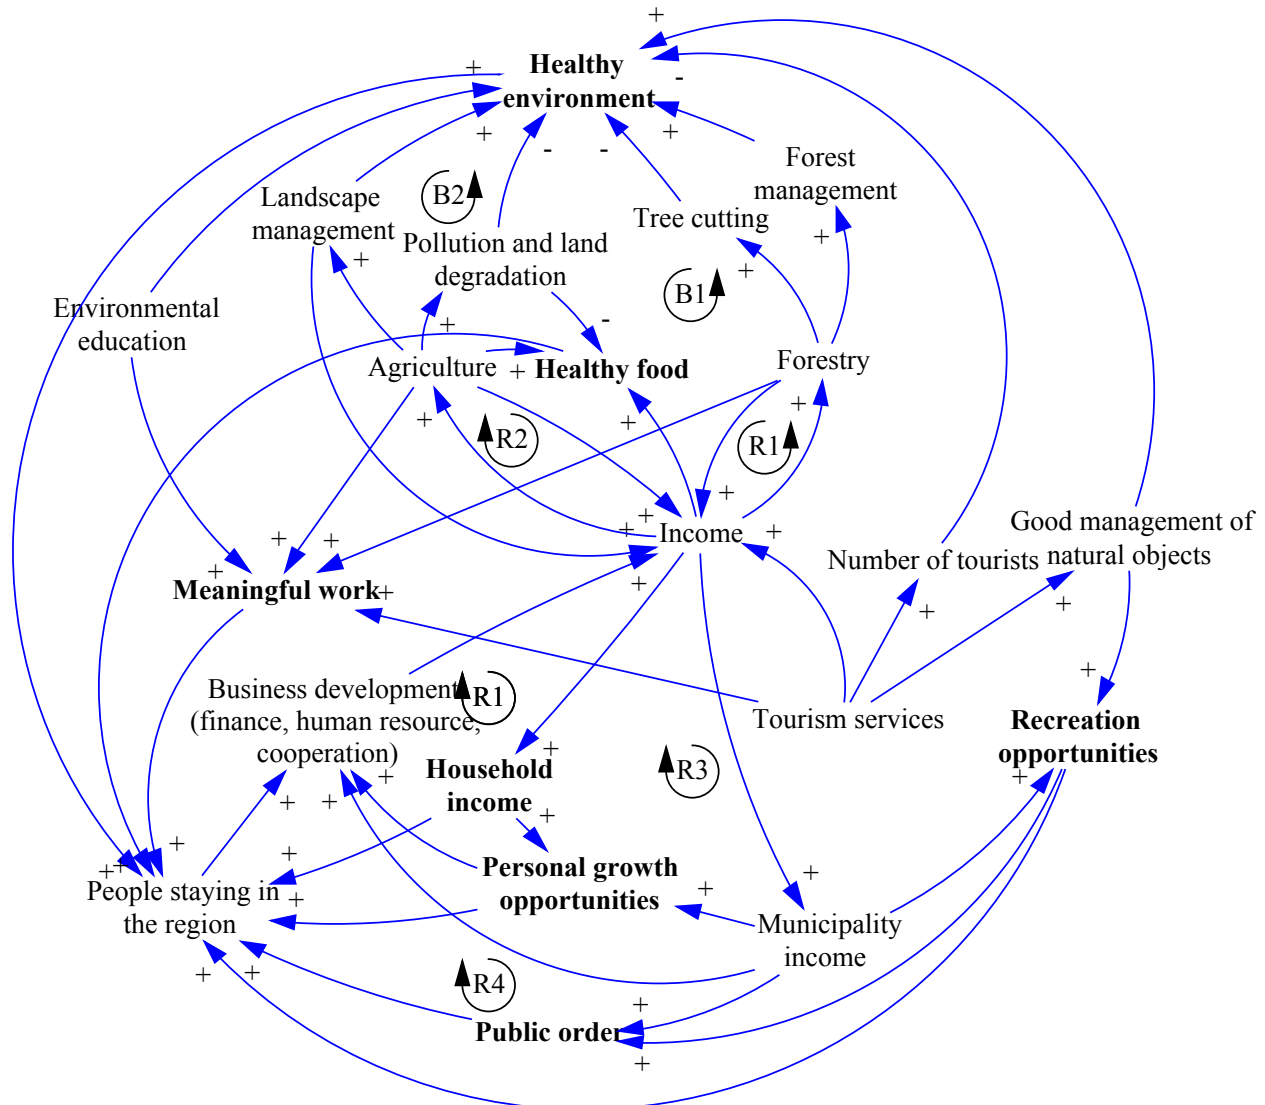 +
Healthy
environment
+
-
+
+
-
-
Forest
management
Landscape
management
B2
Tree cutting
+
Pollution and land
degradation
+
+
B1
Environmental
education
+
-
Agriculture
+
Healthy food
Forestry
+
+
+
R2
R1
+
+
+
Income
+
Good management of
natural objects
Number of tourists
+
+
+
Meaningful work
+
+
+
+
Business development
(finance, human resource,
cooperation)
R1
+
Tourism services
Recreation
opportunities
+
Household
income
+
R3
+
+
+
+
+
+
+
+
+
+
People staying in
the region
Personal growth
opportunities
+
+
+
Municipality
income
+
+
R4
+
Public order
+